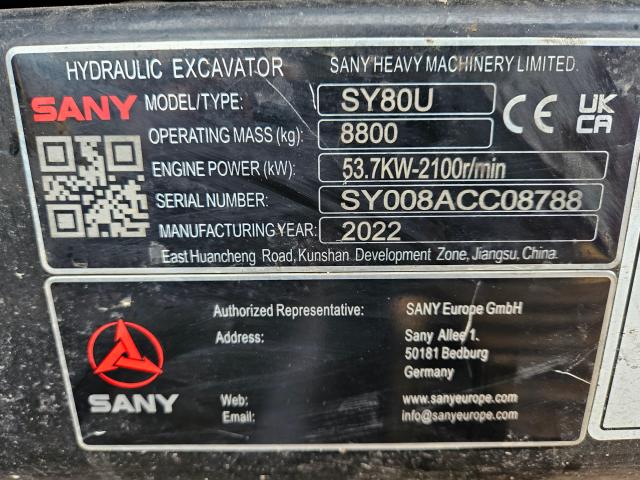 HYDRAULIC EXCAVATOR SANY HEAVY MACHINERY LIMITED.
SANY MODEL/TYPE: SY80U CE UK CA
OPERATING MASS (kg): 8800
ENGINE POWER (kW): 53.7KW-2100r/min
SERIAL NUMBER: SY008ACC08788
MANUFACTURING YEAR: 2022
East Huancheng Road, Kunshan Development Zone, Jiangsu, China.
Authorized Representative: SANY Europe GmbH
Address: Sany Allee 1,
50181 Bedburg
Germany
SANY
Web: www.sanyeurope.com
Email: info@sanyeurope.com